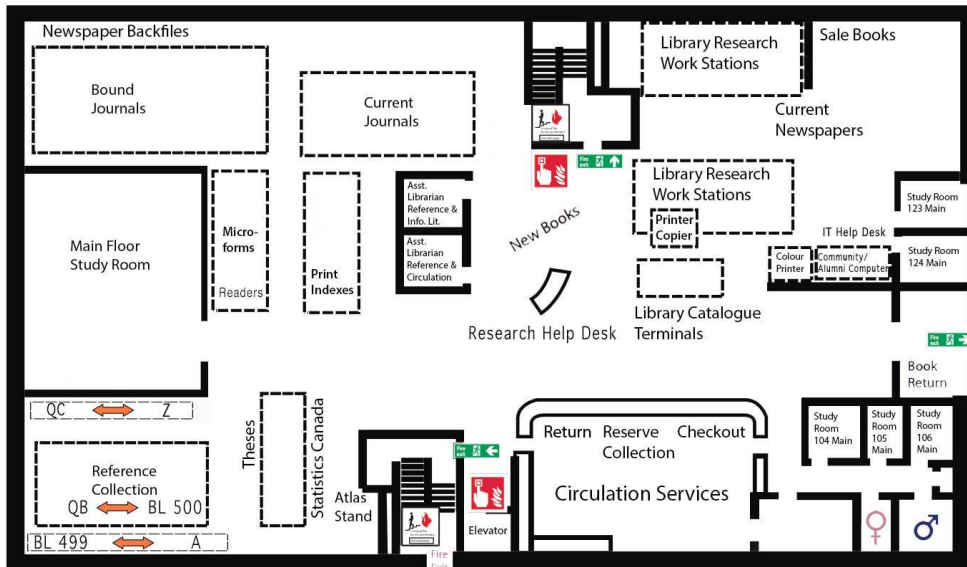 Newspaper Backfiles
Bound
Journals
Current
Journals
Library Research
Work Stations
Sale Books
Current
Newspapers
Fire
exit
Library Research
Work Stations
Printer
Copier
New Books
Asst.
Librarian
Reference &
Info. Lit.
Asst.
Librarian
Reference &
Circulation
Micro-
forms
Readers
Print
Indexes
Main Floor
Study Room
Study Room
123 Main
IT Help Desk
Study Room
124 Main
Colour
Printer
Community/
Alumni Computer
Research Help Desk
Library Catalogue
Terminals
Fire
exit
Book
Return
QC Z
Theses
Statistics Canada
Reference
Collection
QB BL 500
BL 499 A
Atlas
Stand
Fire
exit
Elevator
Fire
Exit
Return Reserve Checkout
Collection
Circulation Services
Study
Room
104 Main
Study
Room
105
Main
Study
Room
106
Main